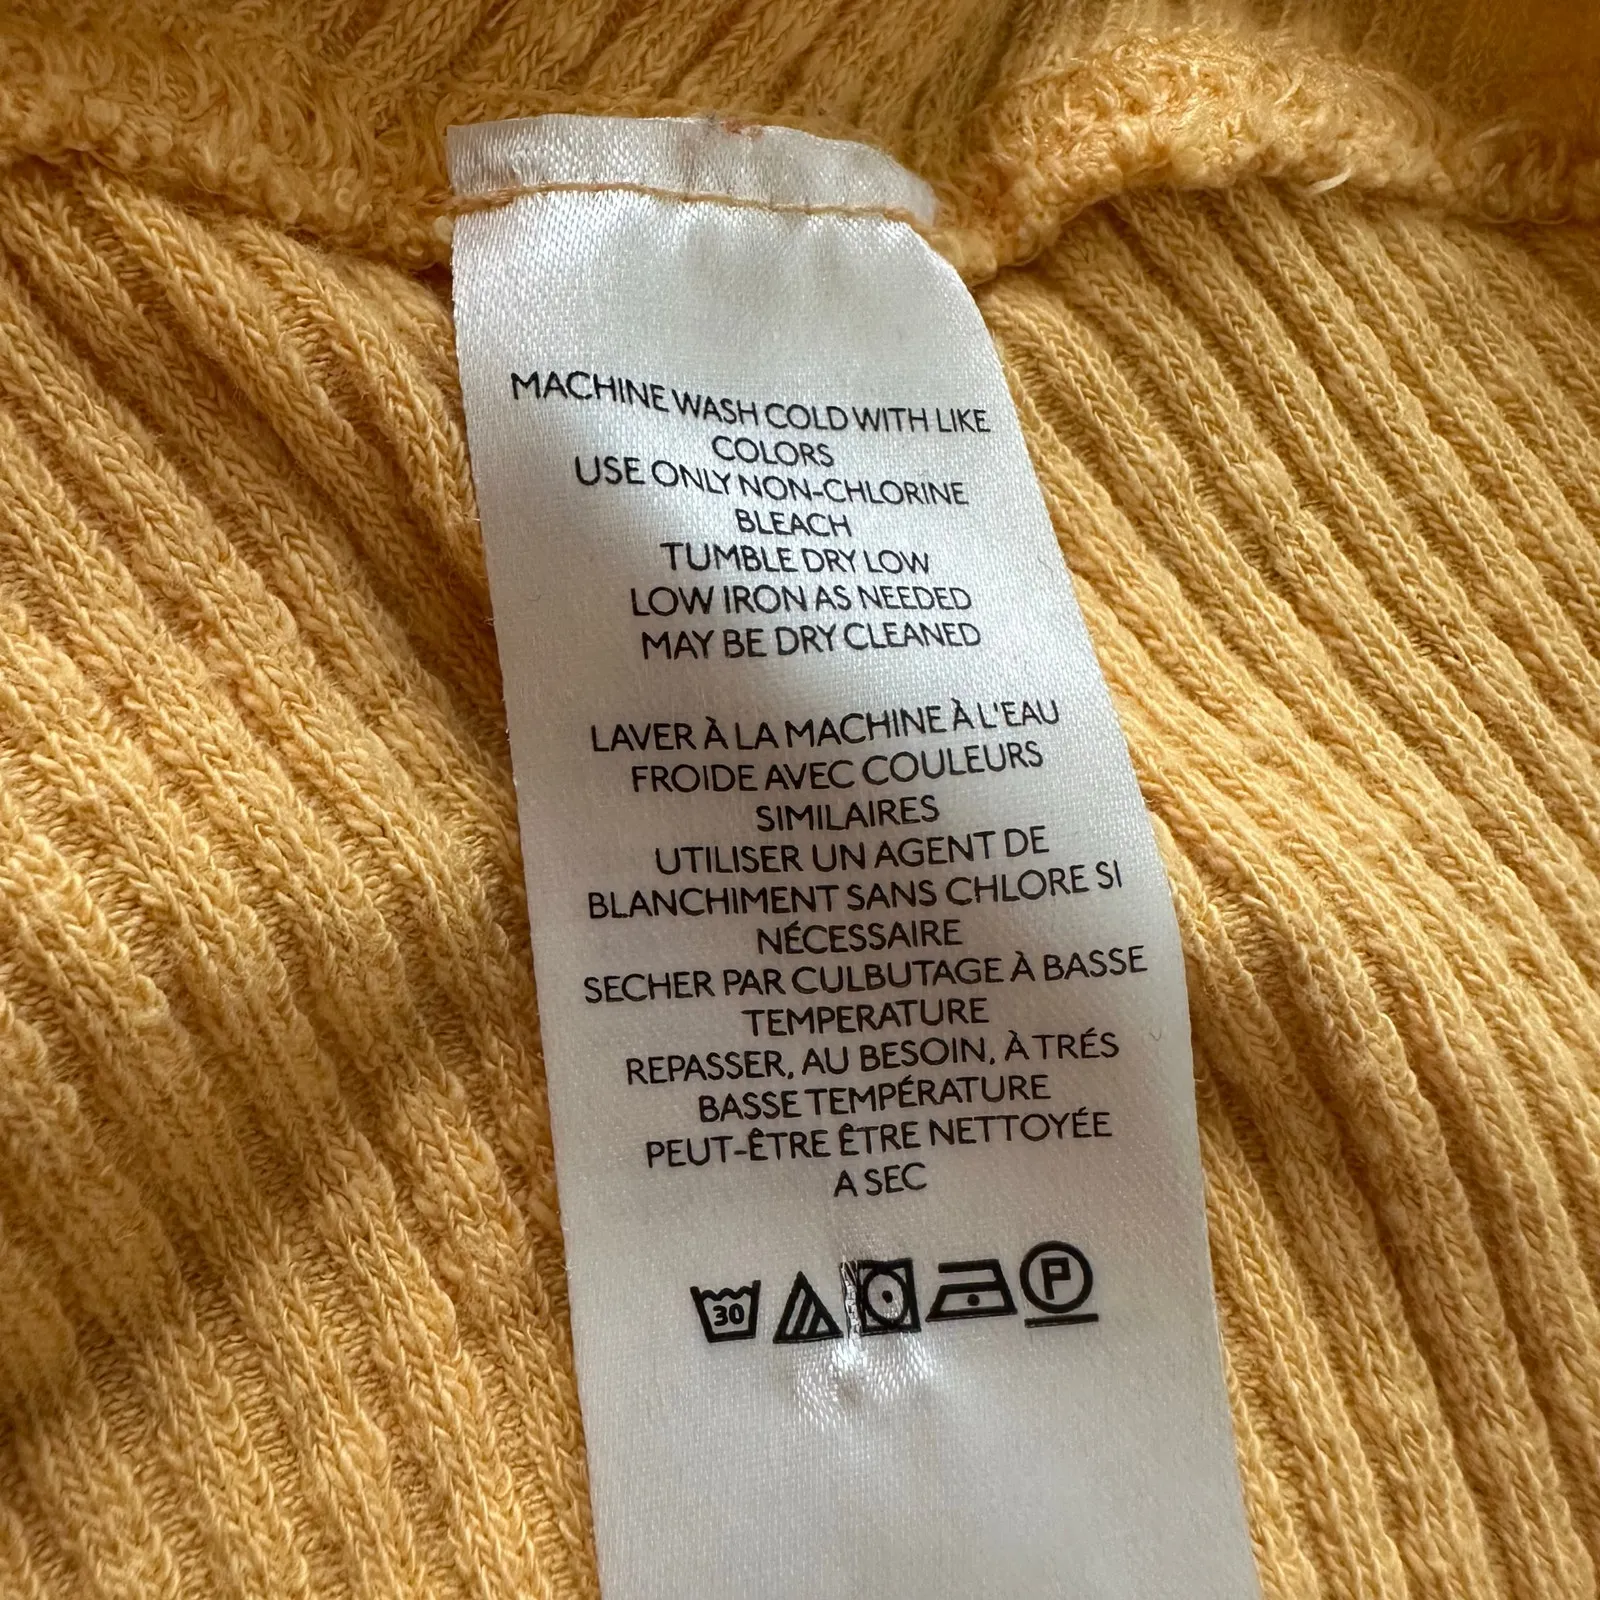 MACHINE WASH COLD WITH LIKE
COLORS
USE ONLY NON-CHLORINE
BLEACH
TUMBLE DRY LOW
LOW IRON AS NEEDED
MAY BE DRY CLEANED
LAVER À LA MACHINE À L'EAU
FROIDE AVEC COULEURS
SIMILAIRES
UTILISER UN AGENT DE
BLANCHIMENT SANS CHLORE SI
NÉCESSAIRE
SECHER PAR CULBUTAGE À BASSE
TEMPERATURE
REPASSER, AU BESOIN, À TRÉS
BASSE TEMPÉRATURE
PEUT-ÊTRE ÊTRE NETTOYÉE
A SEC
30 P